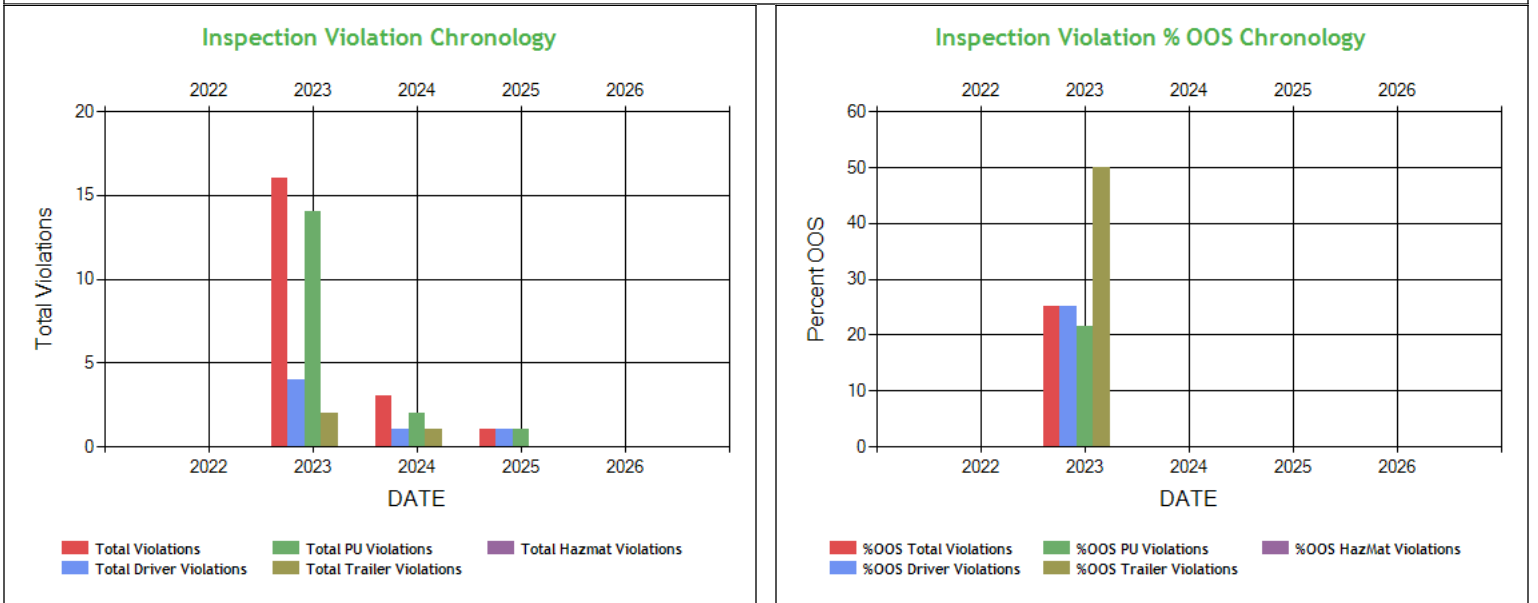 Inspection Violation Chronology
2022 2023 2024 2025 2026
20
15
10
5
0
Total Violations
2022 2023 2024 2025 2026
DATE
Total Violations Total PU Violations Total Hazmat Violations
Total Driver Violations Total Trailer Violations
Inspection Violation % OOS Chronology
2022 2023 2024 2025 2026
60
50
40
30
20
10
0
Percent OOS
2022 2023 2024 2025 2026
DATE
%OOS Total Violations %OOS PU Violations %OOS HazMat Violations
%OOS Driver Violations %OOS Trailer Violations